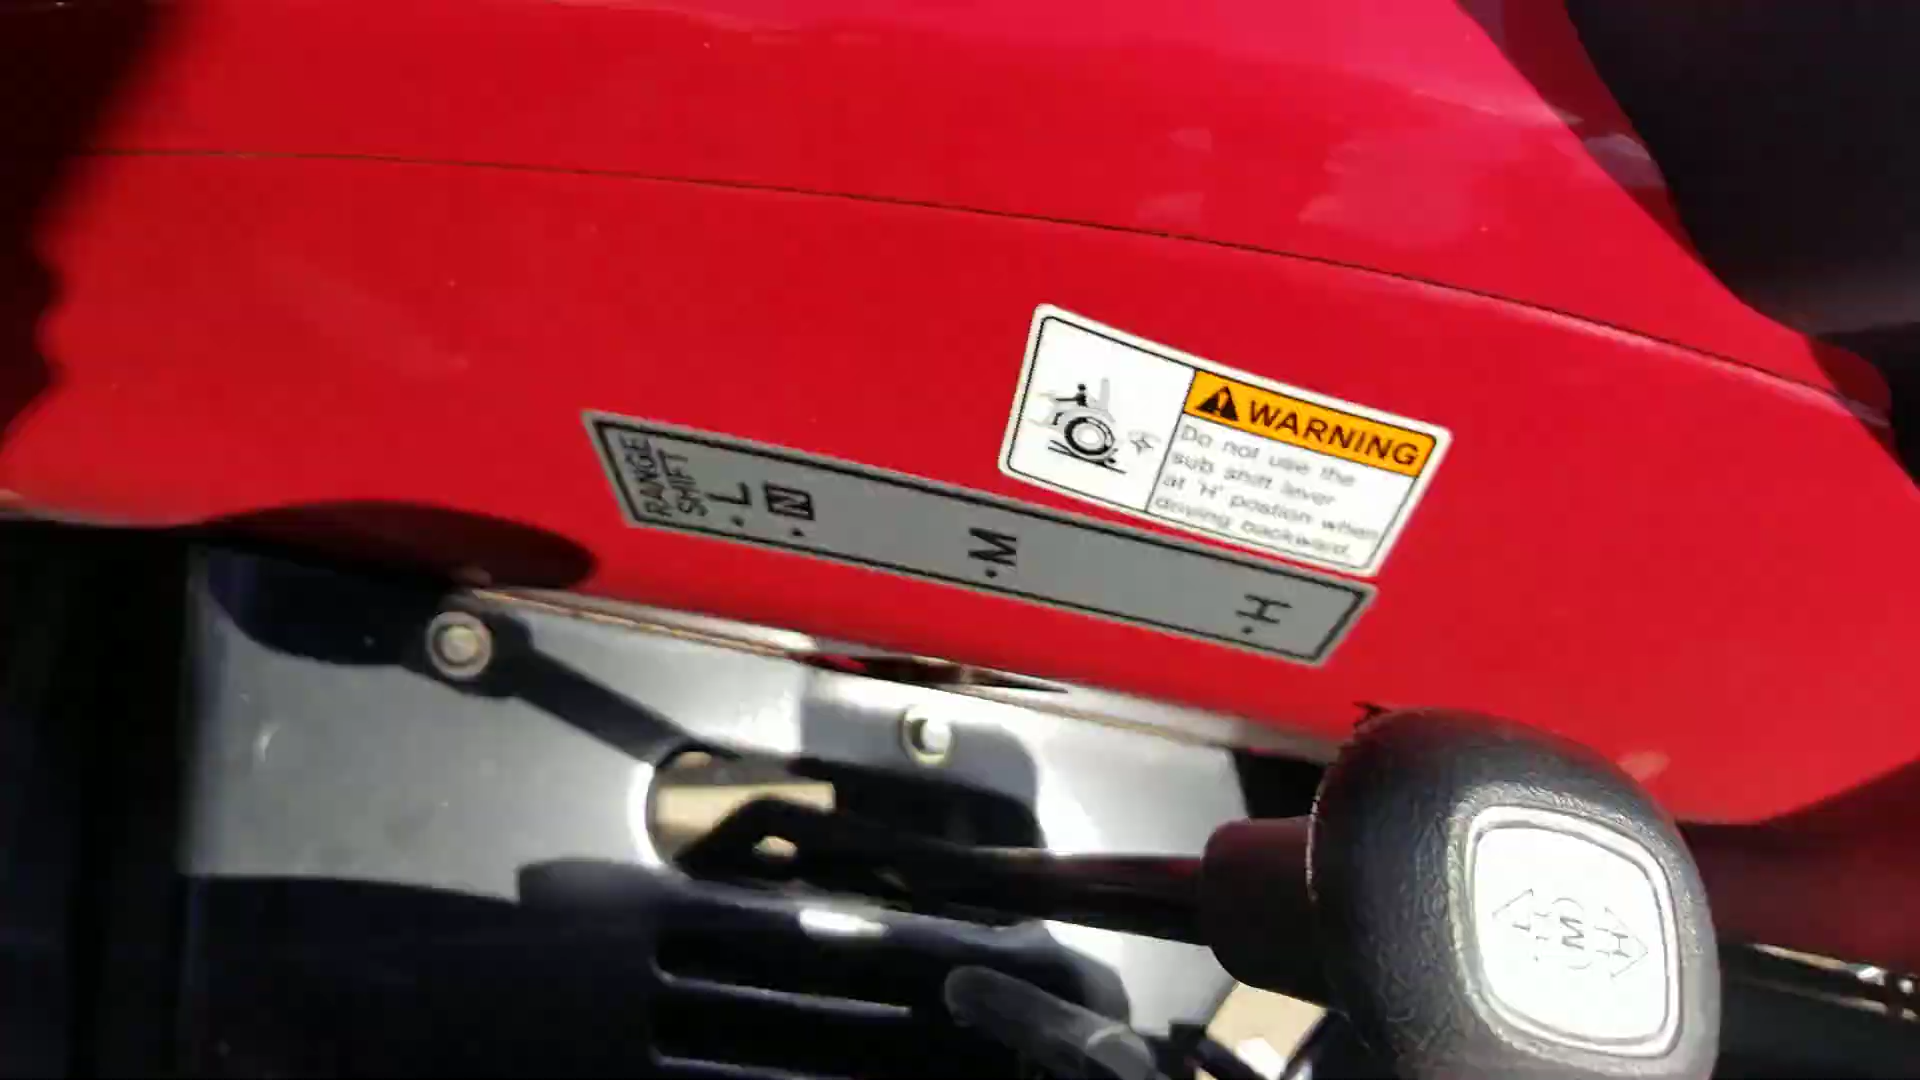 RANGE
SHIFT
L
N
M
H
WARNING
Do not use the
sub shift lever
at 'H' position when
driving backward.
L
M
H